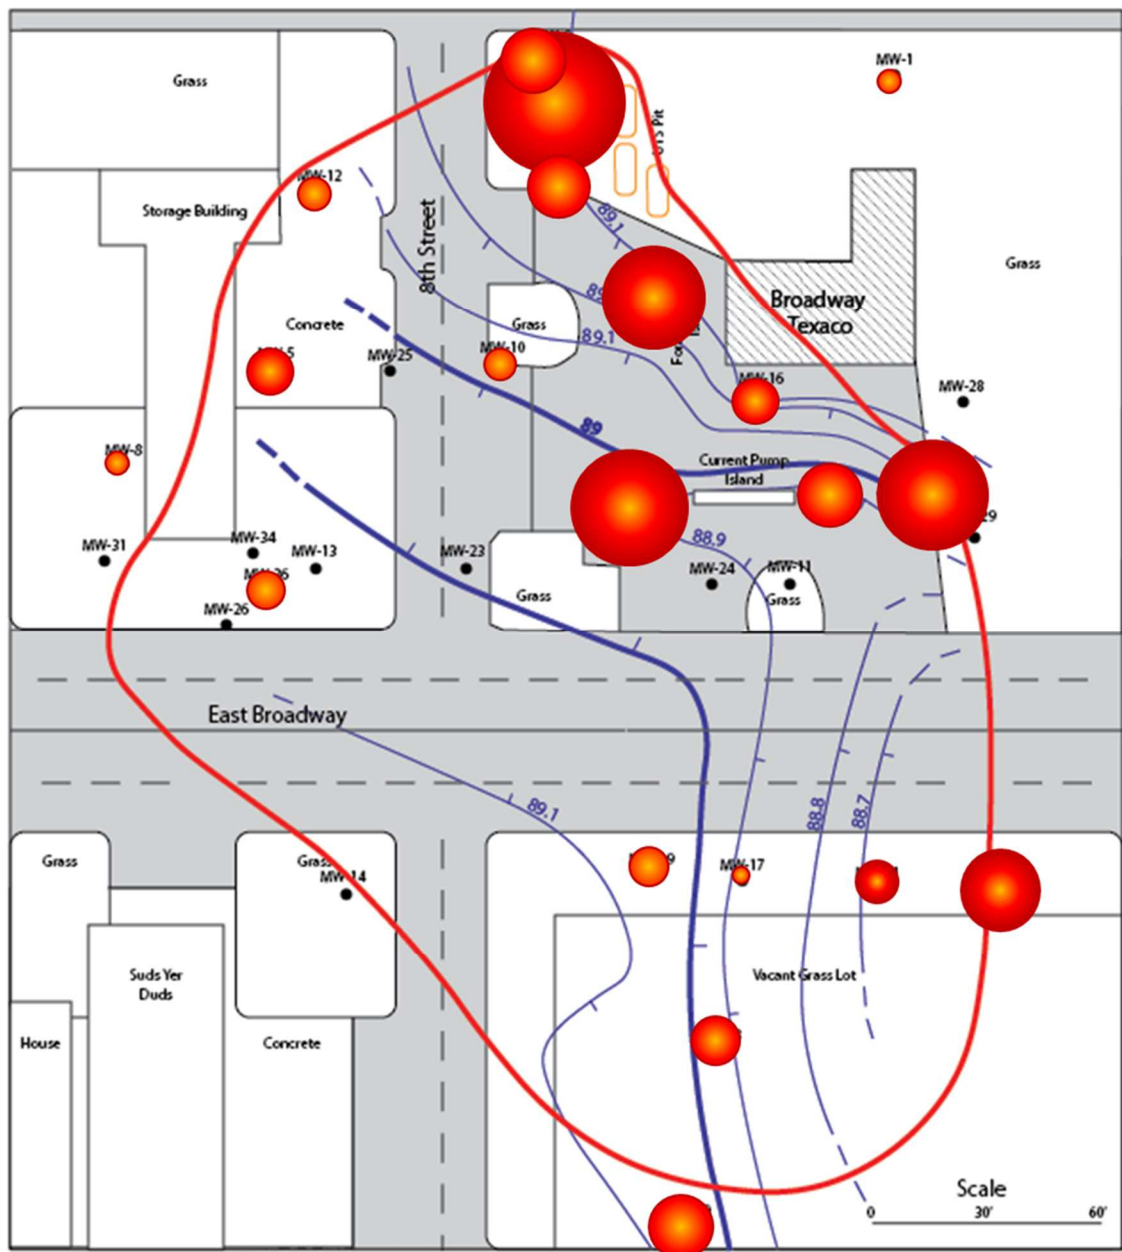 MW-1
Grass
UTS Pit
MW-12
Storage Building
8th Street
89.1
Grass
Broadway
Texaco
Concrete
Grass
89.1
MW-10
MW-25
MW-16
MW-28
89
MW-8
Current Pump
Island
88.9
MW-31
MW-34
MW-13
MW-23
MW-24
MW-11
Grass
Grass
MW-26
East Broadway
89.1
88.8
88.7
Grass
Grass
MW-14
MW-17
Suds Yer
Duds
Vacant Grass Lot
House
Concrete
Scale
0 30' 60'